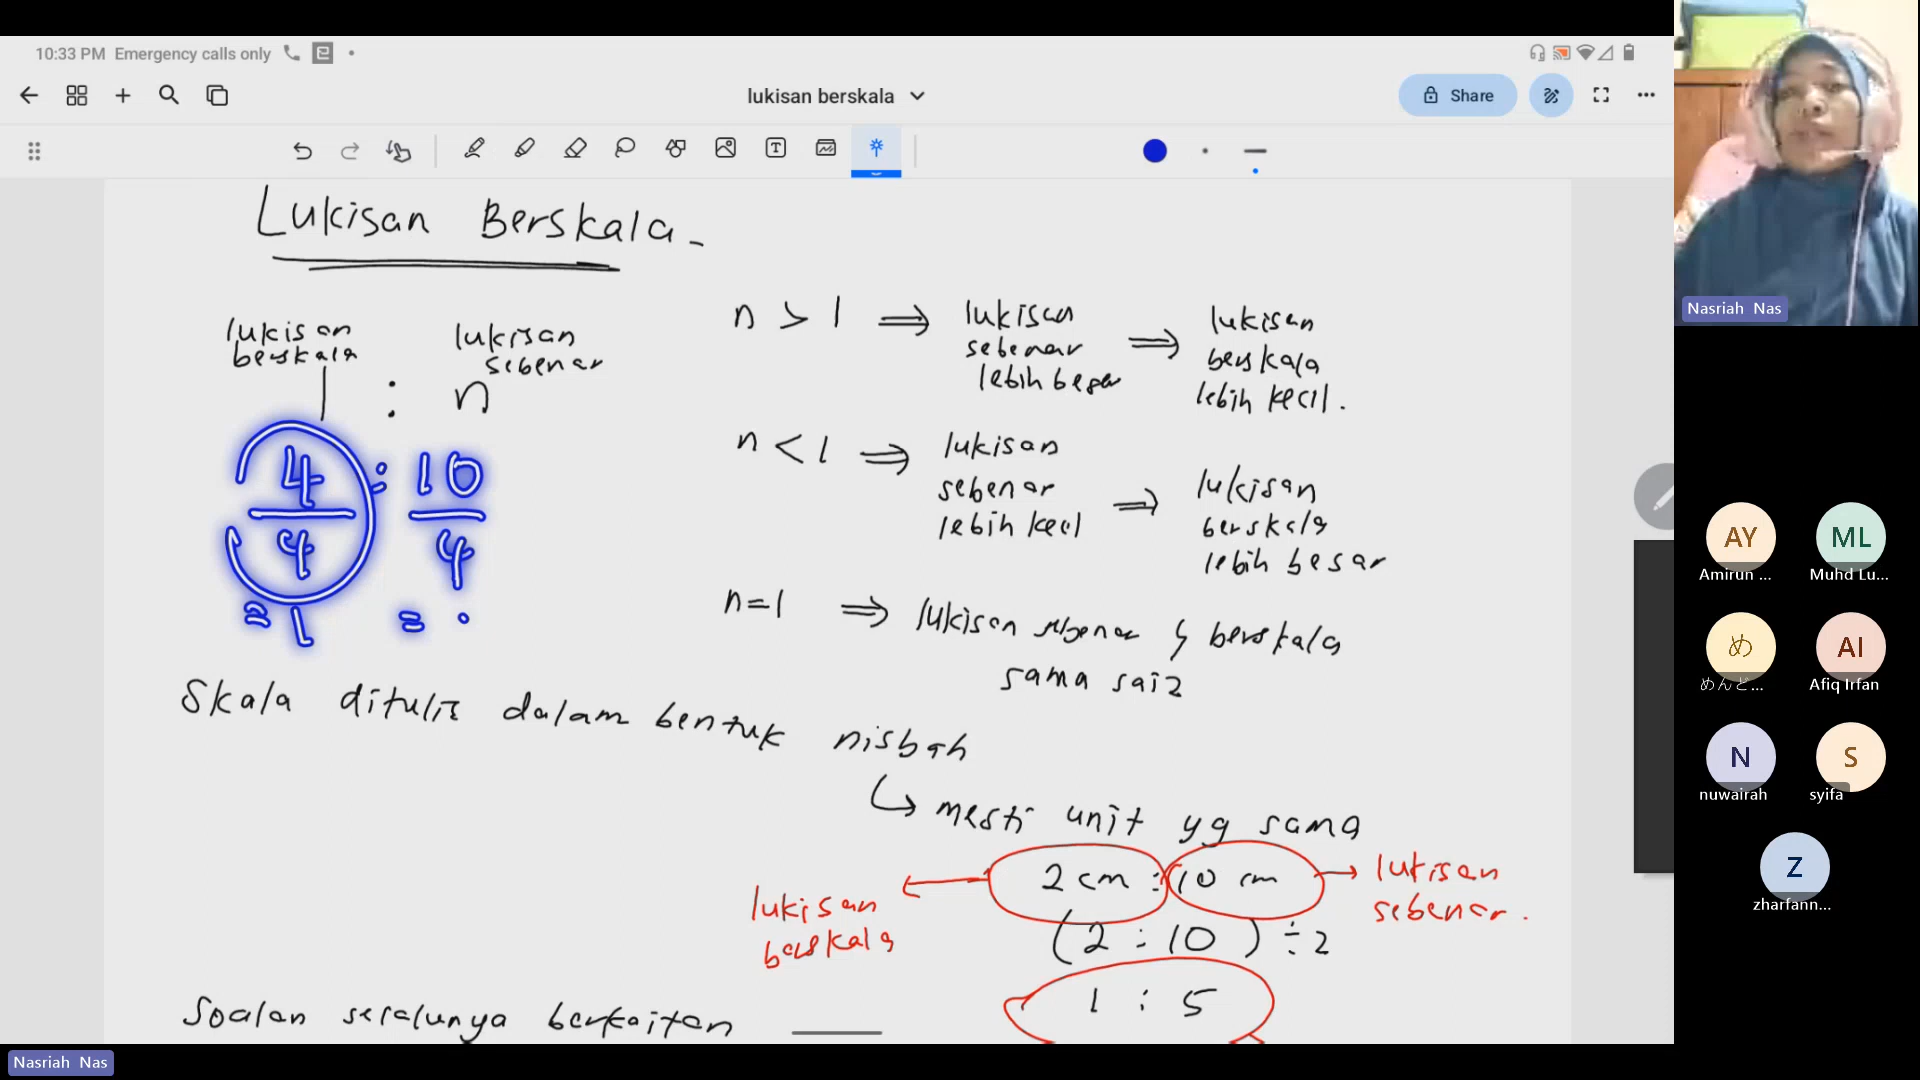 10:33 PM Emergency calls only
lukisan berskala
Share
Lukisan Berskala
lukisan berskala
lukisan sebenar
1 : n
4/4 : 10/4
= 1 = .
n > 1 ⇒ lukisan sebenar lebih besar ⇒ lukisan berskala lebih kecil.
n < 1 ⇒ lukisan sebenar lebih kecil ⇒ lukisan berskala lebih besar
n = 1 ⇒ lukisan sebenar & berskala
sama saiz
Skala ditulis dalam bentuk nisbah
↳ mesti unit yg sama
2 cm : 10 cm
lukisan berskala
lukisan sebenar.
(2 : 10) ÷ 2
1 : 5
Soalan selalunya berkaitan
Nasriah Nas
AY
Amirun ...
ML
Muhd Lu...
め
めんど...
AI
Afiq Irfan
N
nuwairah
S
syifa
Z
zharfann...
Nasriah Nas